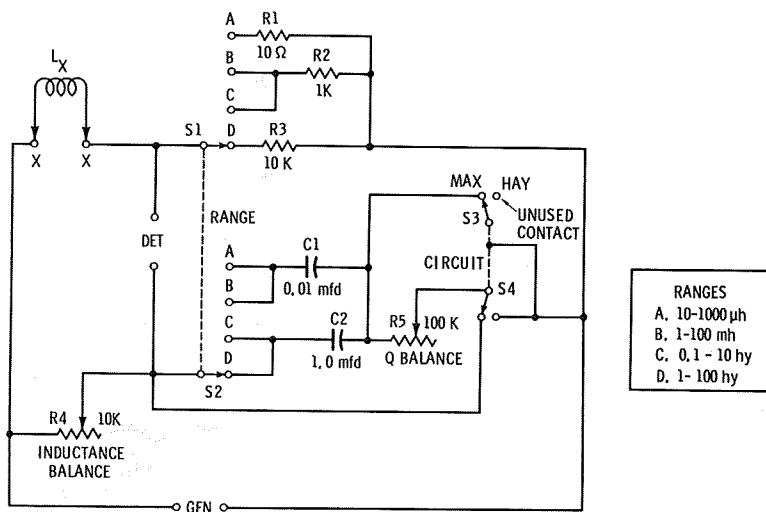 A
R1
10 Ω
B
R2
1K
C
LX
S1
D
R3
10 K
X
X
MAX
HAY
S3
UNUSED
CONTACT
DET
RANGE
A
C1
CIRCUIT
B
0.01 mfd
S4
C
C2
R5
100 K
D
1.0 mfd
Q BALANCE
S2
R4
10K
INDUCTANCE
BALANCE
GEN
RANGES
A. 10-1000 μh
B. 1-100 mh
C. 0.1 - 10 hy
D. 1- 100 hy